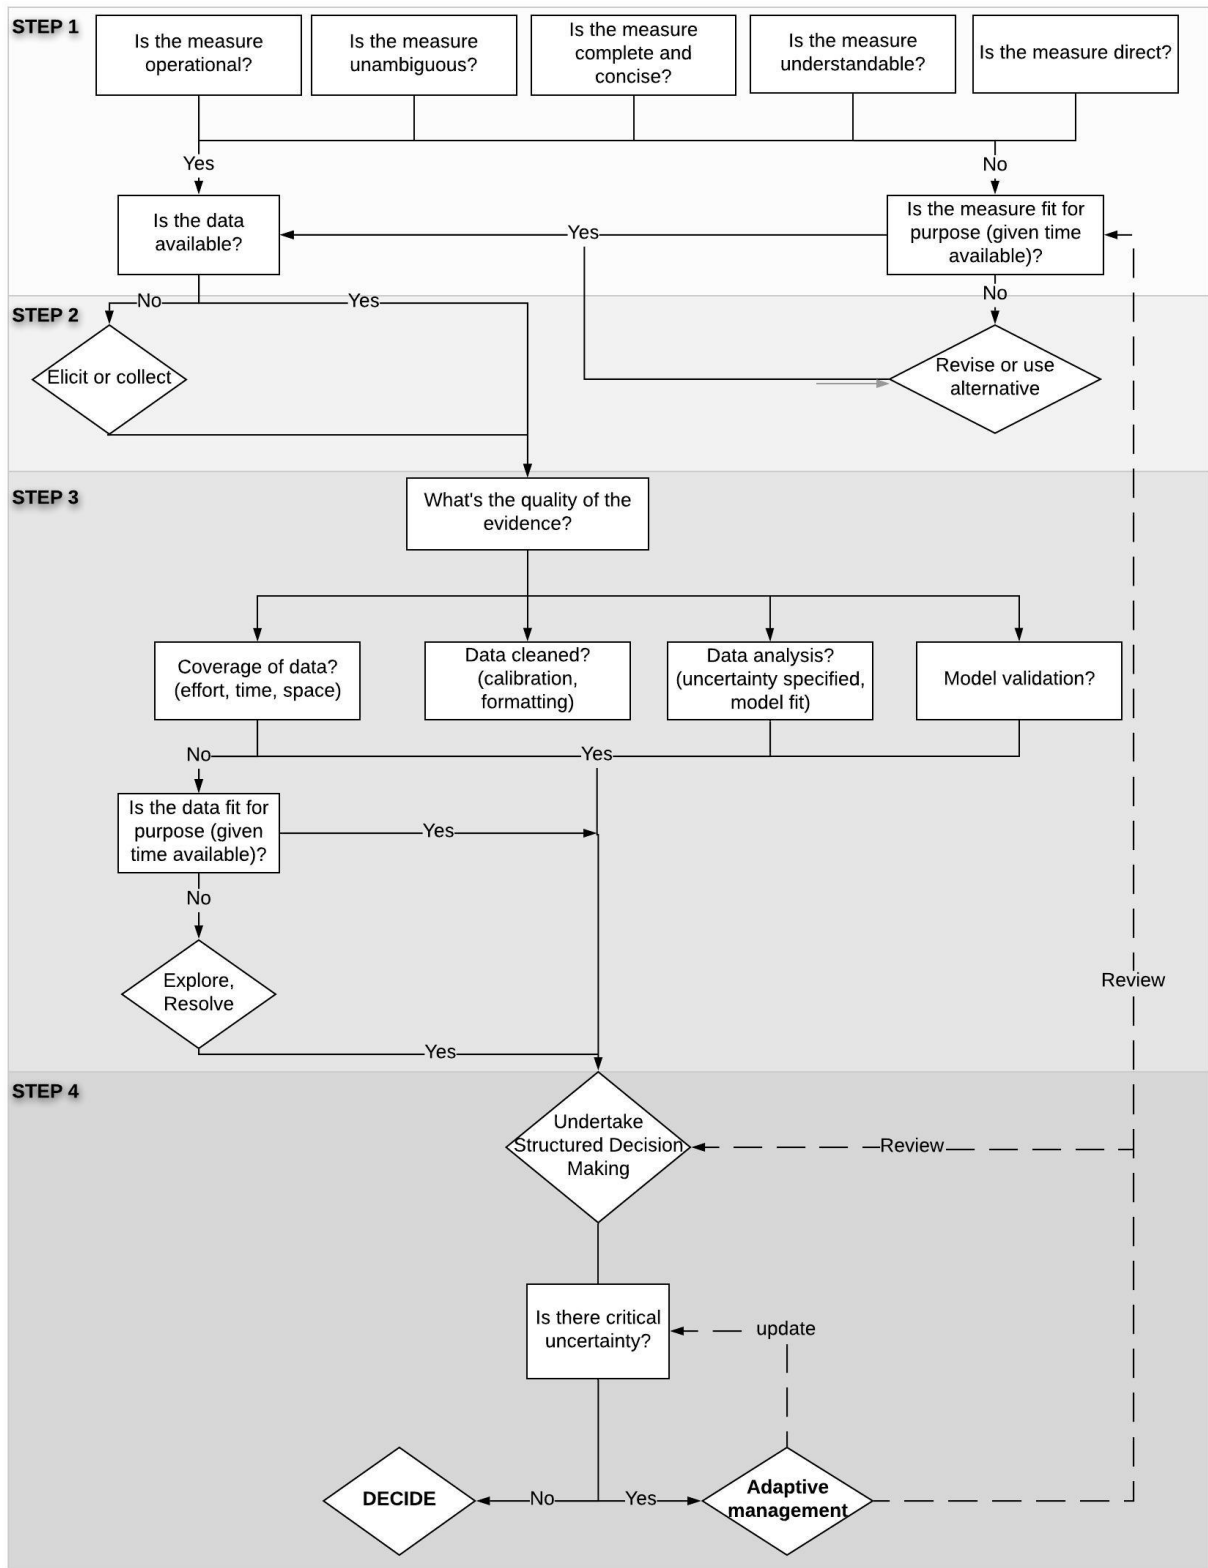 STEP 1
Is the measure
operational?
Is the measure
unambiguous?
Is the measure
complete and
concise?
Is the measure
understandable?
Is the measure direct?
Yes
No
Is the data
available?
Yes
Is the measure fit for
purpose (given time
available)?
No
Yes
No
STEP 2
Elicit or collect
Revise or use
alternative
STEP 3
What's the quality of the
evidence?
Coverage of data?
(effort, time, space)
Data cleaned?
(calibration,
formatting)
Data analysis?
(uncertainty specified,
model fit)
Model validation?
No
Yes
Is the data fit for
purpose (given
time available)?
Yes
No
Explore,
Resolve
Review
Yes
STEP 4
Undertake
Structured Decision
Making
Review
Is there critical
uncertainty?
update
DECIDE
No
Yes
Adaptive
management